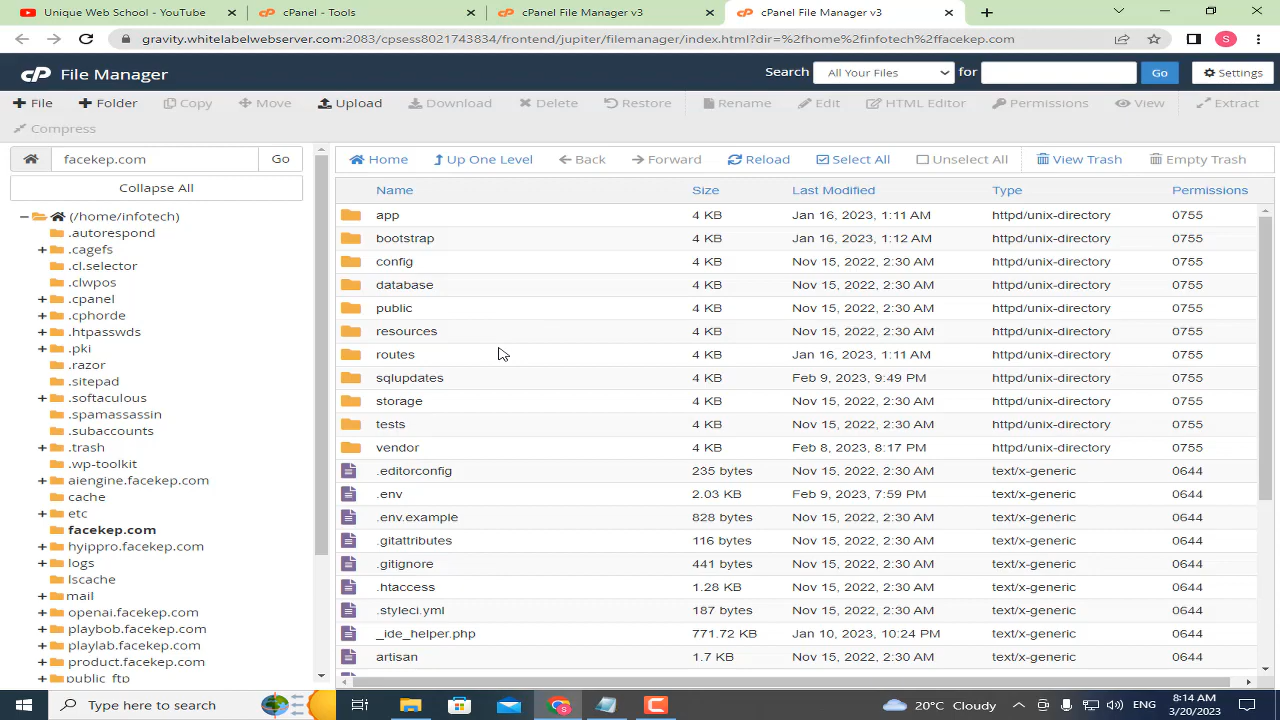 Unique Web School - YouTube
cPanel - Tools
cPanel File Manager v3
cPanel File Manager v3
gravity.whitelabelwebserver.com:2083/cpsess8021743834/frontend/jupiter/filemanager/index.html?dir=%2fhome%2finfotech%2ffacekep.com
S
cP File Manager
Search All Your Files for Go Settings
File Folder Copy Move Upload Download Delete Restore Rename Edit HTML Editor Permissions View Extract
Compress
facekep.com Go
Collapse All
(/home/infotech)
.autorespond
.cagefs
.cl.selector
.clwpos
.cpanel
.cphorde
.htpasswds
.pki
.razor
.sitepad
.softaculous
.spamassassin
.subaccounts
.trash
.wp-toolkit
aiengine.facekep.com
cache
etc
facekep.com
hyippro.facekep.com
logs
lscache
mail
openai.facekep.com
playbob.facekep.com
playlab.facekep.com
product.facekep.com
public_ftp
Home Up One Level Back Forward Reload Select All Unselect All View Trash Empty Trash
Name Size Last Modified Type Permissions
app 4 KB Jan 16, 2023, 1:11 AM httpd/unix-directory 0755
bootstrap 4 KB Jan 16, 2023, 1:12 AM httpd/unix-directory 0755
config 4 KB Nov 15, 2022, 2:30 AM httpd/unix-directory 0755
database 4 KB Nov 15, 2022, 2:30 AM httpd/unix-directory 0755
public 4 KB Nov 15, 2022, 2:30 AM httpd/unix-directory 0755
resources 4 KB Nov 15, 2022, 2:30 AM httpd/unix-directory 0755
routes 4 KB Jan 16, 2023, 1:11 AM httpd/unix-directory 0755
sqlupdates 4 KB Feb 9, 2023, 9:49 PM httpd/unix-directory 0755
storage 4 KB Nov 15, 2022, 2:30 AM httpd/unix-directory 0755
tests 4 KB Nov 15, 2022, 2:30 AM httpd/unix-directory 0755
vendor 4 KB Feb 8, 2023, 8:17 PM httpd/unix-directory 0755
.editorconfig 235 bytes Nov 15, 2022, 2:30 AM text/x-generic 0644
.env 2.03 KB Feb 9, 2023, 7:59 PM text/x-generic 0644
.env.example 828 bytes Nov 15, 2022, 2:30 AM text/x-generic 0644
.gitattributes 116 bytes Nov 15, 2022, 2:30 AM text/x-generic 0644
.gitignore 441 bytes Nov 15, 2022, 2:30 AM text/x-generic 0644
.htaccess 1.28 KB Nov 15, 2022, 2:30 AM text/x-generic 0644
.styleci.yml 187 bytes Nov 15, 2022, 2:30 AM text/x-generic 0644
_ide_helper.php 771.72 KB Jan 10, 2023, 10:24 PM text/x-generic 0644
artisan 1.7 KB Nov 15, 2022, 2:30 AM text/x-generic 0644
Type here to search
20°C Cloudy
ENG
8:14 AM
3/20/2023